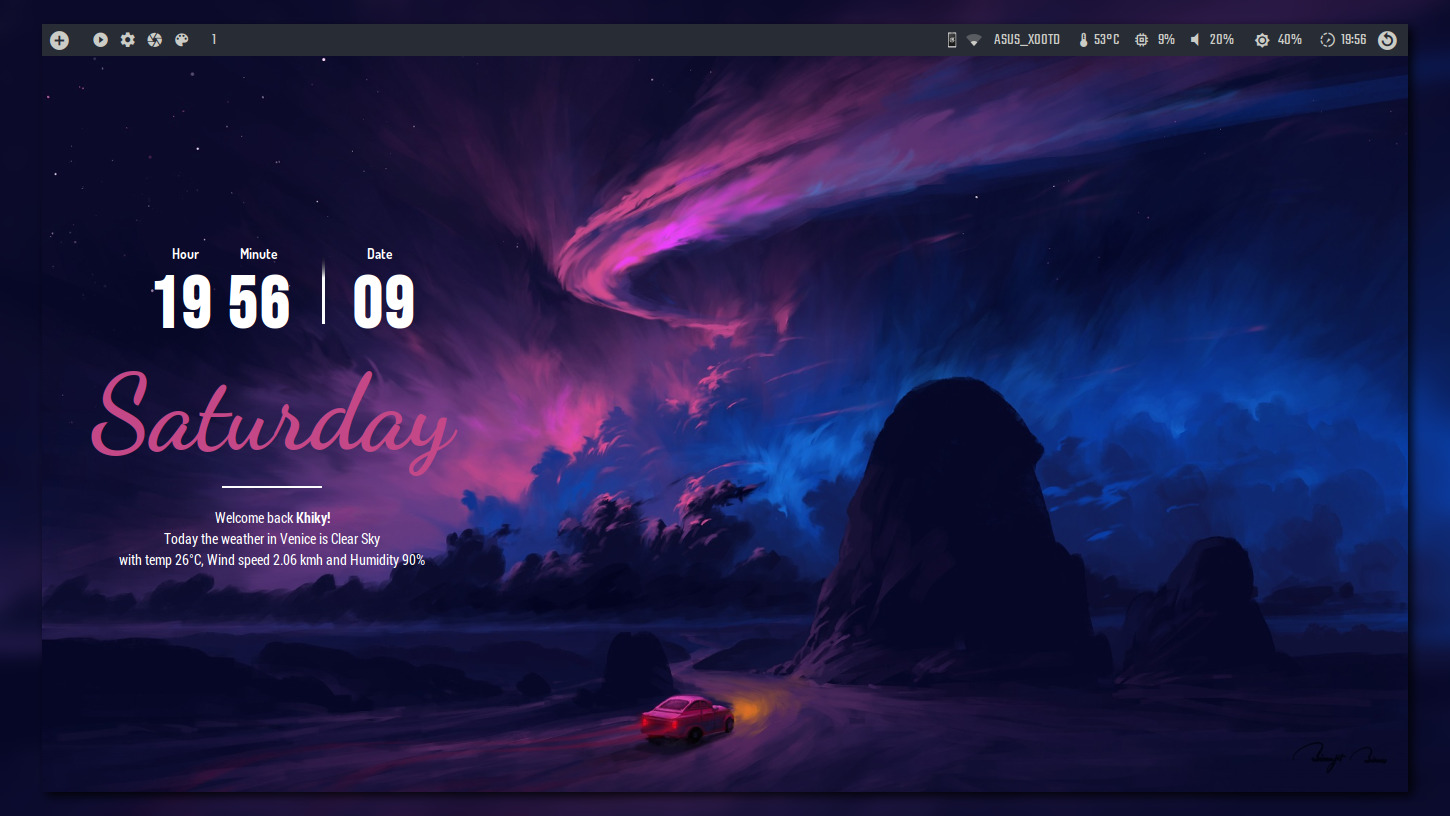 1 ASUS_X00TD 53°C 9% 20% 40% 19:56
Hour Minute Date
19 56 09
Saturday
Welcome back Khiky!
Today the weather in Venice is Clear Sky
with temp 26°C, Wind speed 2.06 kmh and Humidity 90%